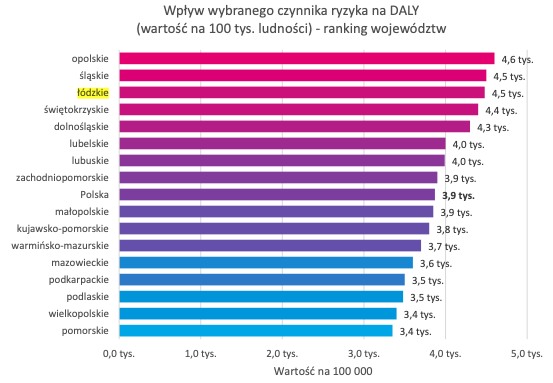 Wpływ wybranego czynnika ryzyka na DALY
(wartość na 100 tys. ludności) - ranking województw
opolskie 4,6 tys.
śląskie 4,5 tys.
łódzkie 4,5 tys.
świętokrzyskie 4,4 tys.
dolnośląskie 4,3 tys.
lubelskie 4,0 tys.
lubuskie 4,0 tys.
zachodniopomorskie 3,9 tys.
Polska 3,9 tys.
małopolskie 3,9 tys.
kujawsko-pomorskie 3,8 tys.
warmińsko-mazurskie 3,7 tys.
mazowieckie 3,6 tys.
podkarpackie 3,5 tys.
podlaskie 3,5 tys.
wielkopolskie 3,4 tys.
pomorskie 3,4 tys.
0,0 tys. 1,0 tys. 2,0 tys. 3,0 tys. 4,0 tys. 5,0 tys.
Wartość na 100 000